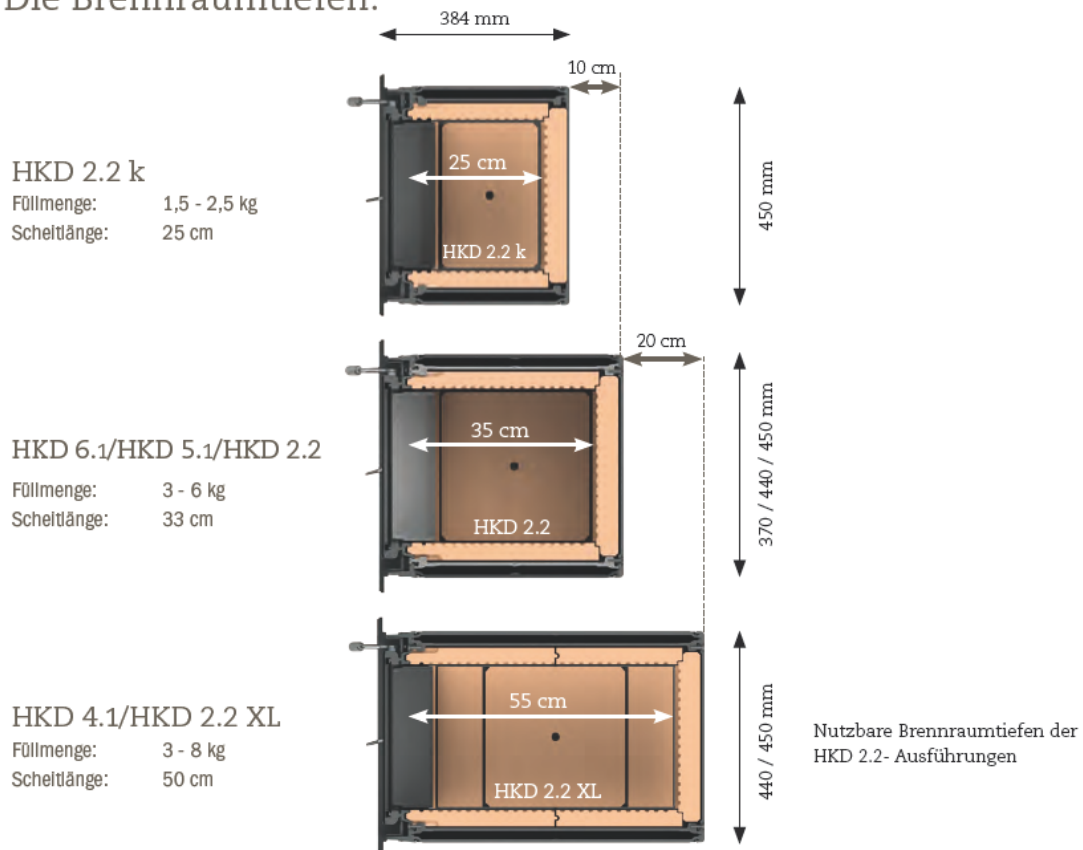 Die Brennraumtiefen:
384 mm
10 cm
HKD 2.2 k
Füllmenge: 1,5 - 2,5 kg
Scheitlänge: 25 cm
25 cm
HKD 2.2 k
450 mm
20 cm
HKD 6.1/HKD 5.1/HKD 2.2
Füllmenge: 3 - 6 kg
Scheitlänge: 33 cm
35 cm
HKD 2.2
370 / 440 / 450 mm
HKD 4.1/HKD 2.2 XL
Füllmenge: 3 - 8 kg
Scheitlänge: 50 cm
55 cm
HKD 2.2 XL
440 / 450 mm
Nutzbare Brennraumtiefen der
HKD 2.2- Ausführungen